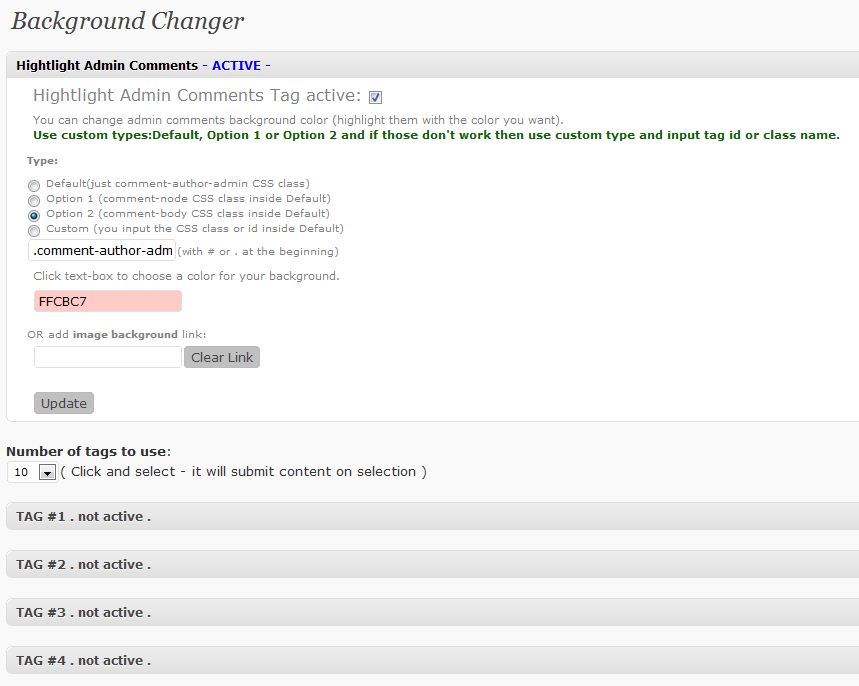 Background Changer
Hightlight Admin Comments - ACTIVE -
Hightlight Admin Comments Tag active:
You can change admin comments background color (highlight them with the color you want).
Use custom types:Default, Option 1 or Option 2 and if those don't work then use custom type and input tag id or class name.
Type:
Default(just comment-author-admin CSS class)
Option 1 (comment-node CSS class inside Default)
Option 2 (comment-body CSS class inside Default)
Custom (you input the CSS class or id inside Default)
.comment-author-adm (with # or . at the beginning)
Click text-box to choose a color for your background.
FFCBC7
OR add image background link:
Clear Link
Update
Number of tags to use:
10 ( Click and select - it will submit content on selection )
TAG #1 . not active .
TAG #2 . not active .
TAG #3 . not active .
TAG #4 . not active .